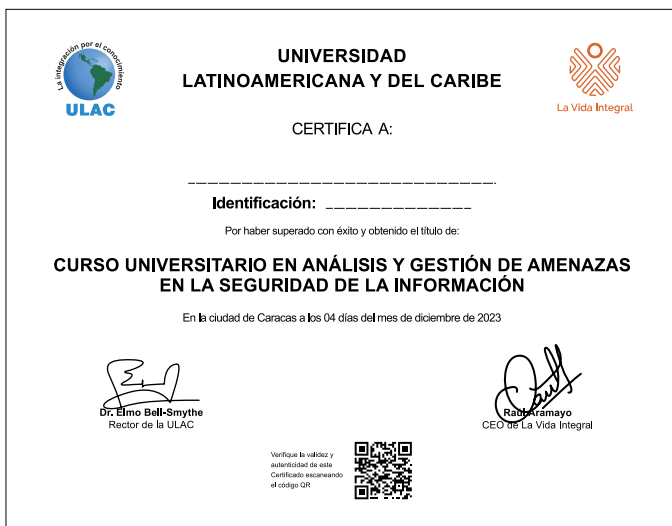 La integración por el conocimiento
ULAC
UNIVERSIDAD
LATINOAMERICANA Y DEL CARIBE
La Vida Integral
CERTIFICA A:
Identificación:
Por haber superado con éxito y obtenido el título de:
CURSO UNIVERSITARIO EN ANÁLISIS Y GESTIÓN DE AMENAZAS
EN LA SEGURIDAD DE LA INFORMACIÓN
En la ciudad de Caracas a los 04 días del mes de diciembre de 2023
Dr. Elmo Bell-Smythe
Rector de la ULAC
Raúl Aramayo
CEO de La Vida Integral
Verifique la validez y
autenticidad de este
Certificado escaneando
el código QR